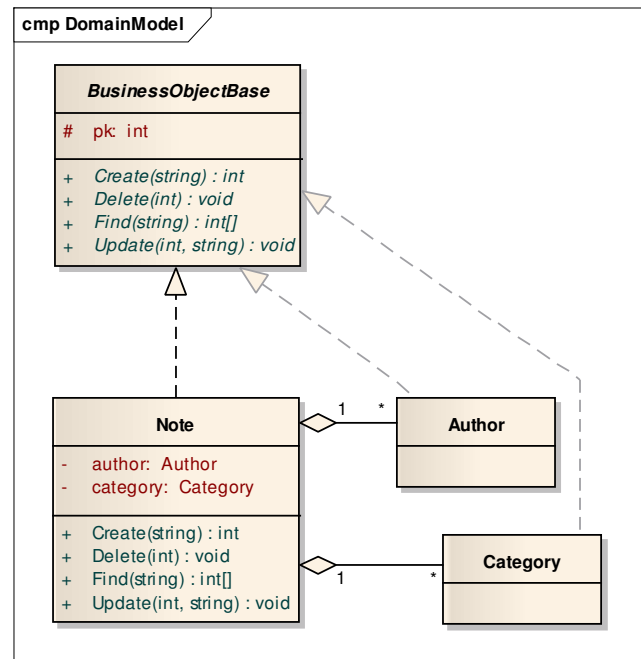 cmp DomainModel
BusinessObjectBase
# pk: int
+ Create(string) : int
+ Delete(int) : void
+ Find(string) : int[]
+ Update(int, string) : void
Note
- author: Author
- category: Category
+ Create(string) : int
+ Delete(int) : void
+ Find(string) : int[]
+ Update(int, string) : void
1 *
Author
1 *
Category